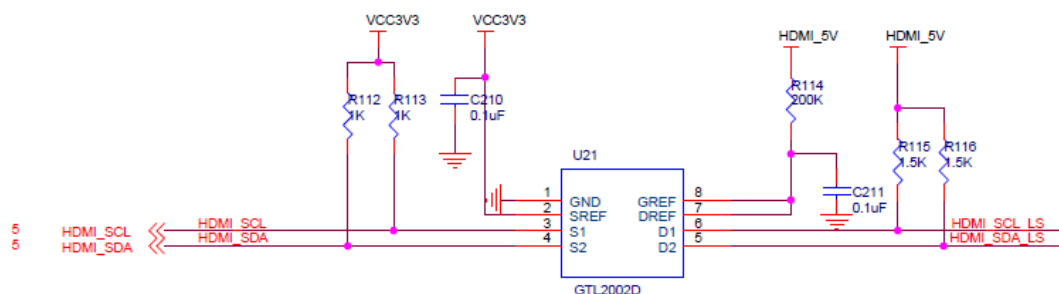 VCC3V3
VCC3V3
HDMI_5V
HDMI_5V
R112
1K
R113
1K
C210
0.1uF
R114
200K
R115
1.5K
R116
1.5K
C211
0.1uF
U21
1 GND GREF 8
2 SREF DREF 7
5 HDMI_SCL HDMI_SCL 3 S1 D1 6 HDMI_SCL_LS
5 HDMI_SDA HDMI_SDA 4 S2 D2 5 HDMI_SDA_LS
GTL2002D